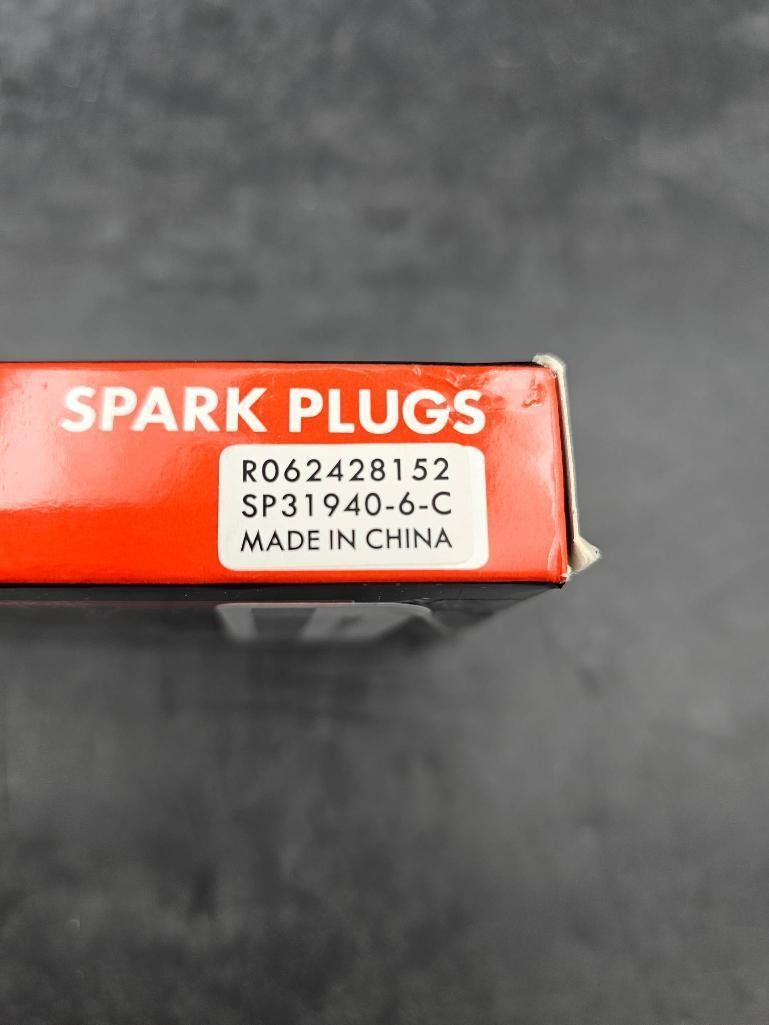 SPARK PLUGS
R062428152
SP31940-6-C
MADE IN CHINA